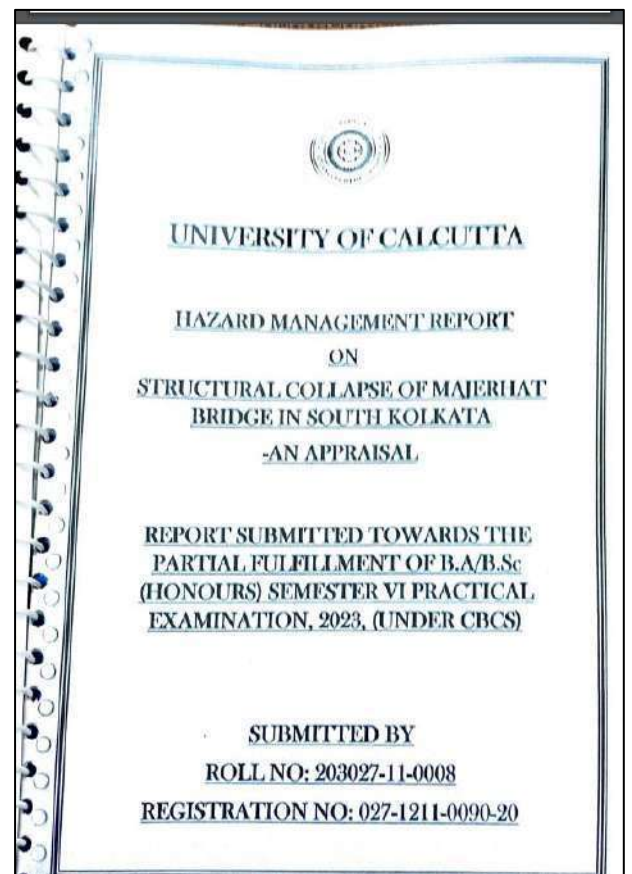 UNIVERSITY OF CALCUTTA
HAZARD MANAGEMENT REPORT
ON
STRUCTURAL COLLAPSE OF MAJERHAT
BRIDGE IN SOUTH KOLKATA
-AN APPRAISAL
REPORT SUBMITTED TOWARDS THE
PARTIAL FULFILLMENT OF B.A/B.Sc
(HONOURS) SEMESTER VI PRACTICAL
EXAMINATION, 2023, (UNDER CBCS)
SUBMITTED BY
ROLL NO: 203027-11-0008
REGISTRATION NO: 027-1211-0090-20